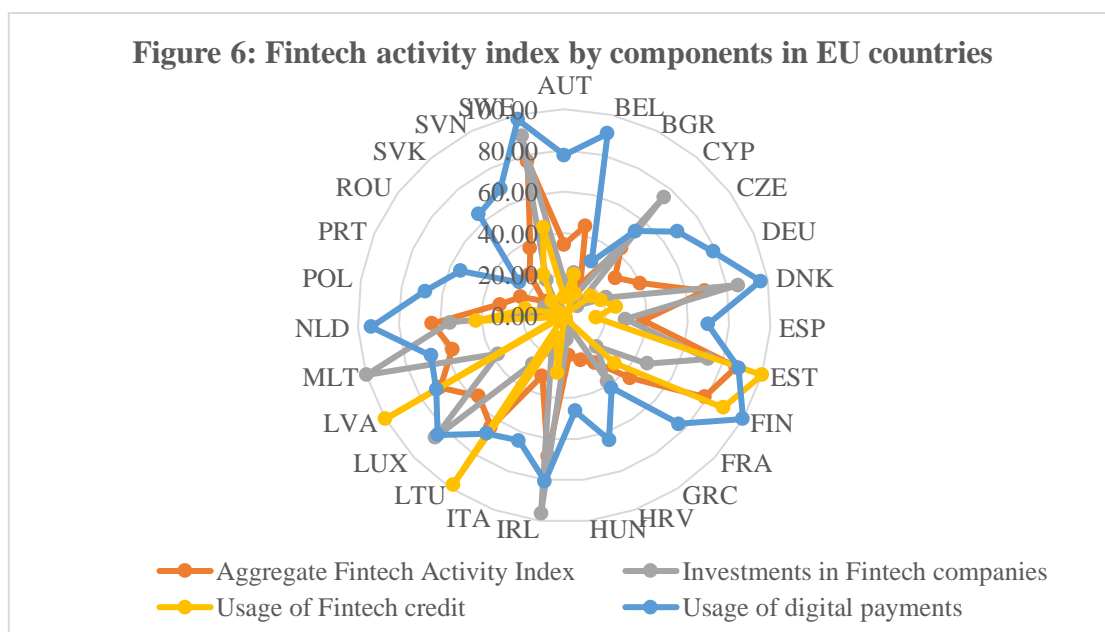 Figure 6: Fintech activity index by components in EU countries
AUT
BEL
BGR
CYP
CZE
DEU
DNK
ESP
EST
FIN
FRA
GRC
HRV
HUN
IRL
ITA
LTU
LUX
LVA
MLT
NLD
POL
PRT
ROU
SVK
SVN
SWE
100.00
80.00
60.00
40.00
20.00
0.00
Aggregate Fintech Activity Index
Investments in Fintech companies
Usage of Fintech credit
Usage of digital payments